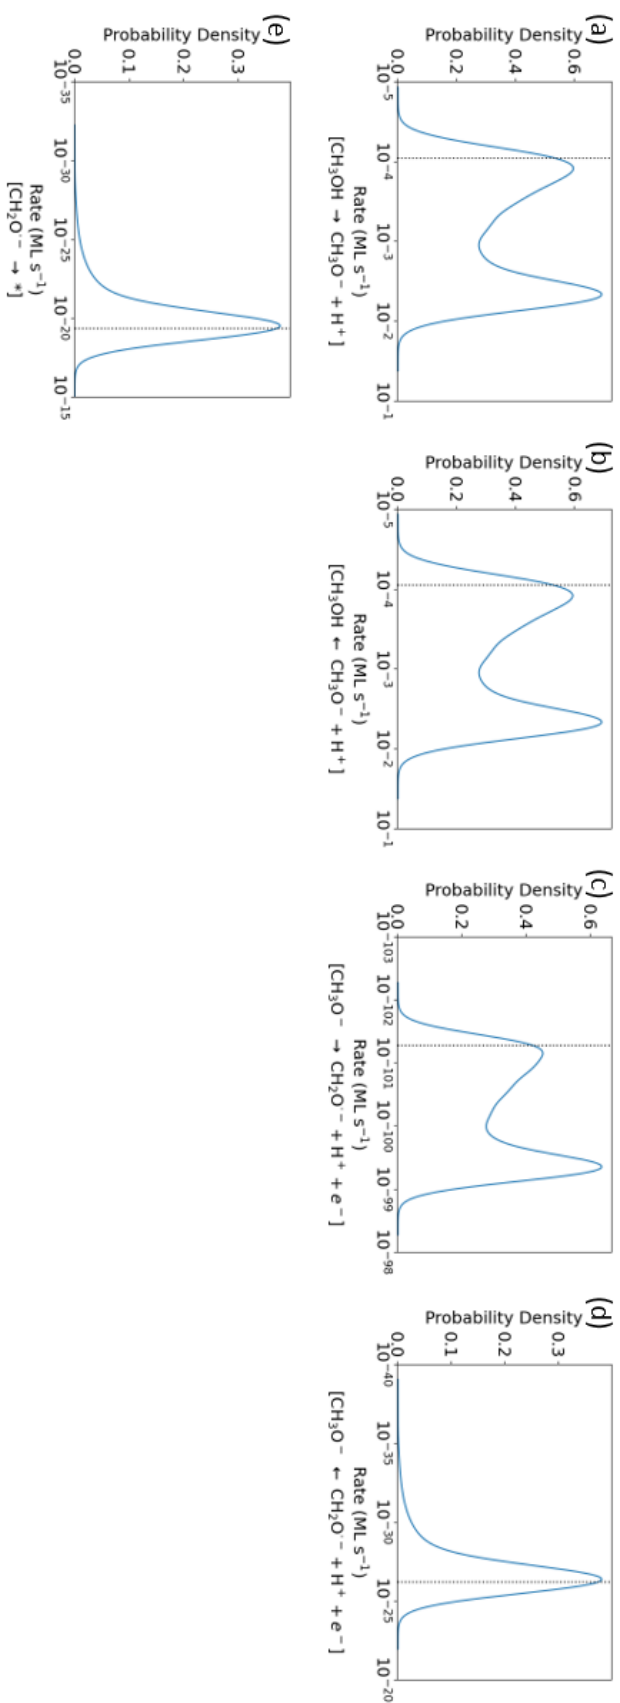 (a)
Probability Density
0.6
0.4
0.2
0.0
10⁻⁵ 10⁻⁴ 10⁻³ 10⁻² 10⁻¹
Rate (ML s⁻¹)
[CH₃OH → CH₃O⁻ + H⁺]
(b)
Probability Density
0.6
0.4
0.2
0.0
10⁻⁵ 10⁻⁴ 10⁻³ 10⁻² 10⁻¹
Rate (ML s⁻¹)
[CH₃OH ← CH₃O⁻ + H⁺]
(c)
Probability Density
0.6
0.4
0.2
0.0
10⁻¹⁰³ 10⁻¹⁰² 10⁻¹⁰¹ 10⁻¹⁰⁰ 10⁻⁹⁹ 10⁻⁹⁸
Rate (ML s⁻¹)
[CH₃O⁻ → CH₂O˙⁻ + H⁺ + e⁻]
(d)
Probability Density
0.3
0.2
0.1
0.0
10⁻⁴⁰ 10⁻³⁵ 10⁻³⁰ 10⁻²⁵ 10⁻²⁰
Rate (ML s⁻¹)
[CH₃O⁻ ← CH₂O˙⁻ + H⁺ + e⁻]
(e)
Probability Density
0.3
0.2
0.1
0.0
10⁻³⁵ 10⁻³⁰ 10⁻²⁵ 10⁻²⁰ 10⁻¹⁵
Rate (ML s⁻¹)
[CH₂O˙⁻ → *]